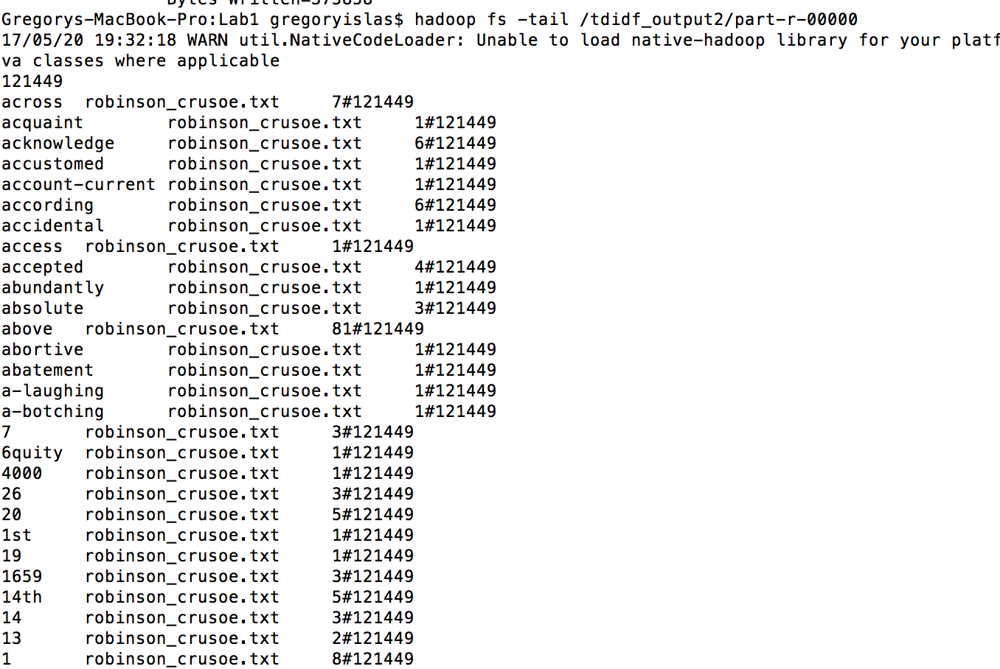 Bytes Written=373838
Gregorys-MacBook-Pro:Lab1 gregoryislas$ hadoop fs -tail /tdidf_output2/part-r-00000
17/05/20 19:32:18 WARN util.NativeCodeLoader: Unable to load native-hadoop library for your platf
va classes where applicable
121449
across	robinson_crusoe.txt	7#121449
acquaint	robinson_crusoe.txt	1#121449
acknowledge	robinson_crusoe.txt	6#121449
accustomed	robinson_crusoe.txt	1#121449
account-current	robinson_crusoe.txt	1#121449
according	robinson_crusoe.txt	6#121449
accidental	robinson_crusoe.txt	1#121449
access	robinson_crusoe.txt	1#121449
accepted	robinson_crusoe.txt	4#121449
abundantly	robinson_crusoe.txt	1#121449
absolute	robinson_crusoe.txt	3#121449
above	robinson_crusoe.txt	81#121449
abortive	robinson_crusoe.txt	1#121449
abatement	robinson_crusoe.txt	1#121449
a-laughing	robinson_crusoe.txt	1#121449
a-botching	robinson_crusoe.txt	1#121449
7	robinson_crusoe.txt	3#121449
6quity	robinson_crusoe.txt	1#121449
4000	robinson_crusoe.txt	1#121449
26	robinson_crusoe.txt	3#121449
20	robinson_crusoe.txt	5#121449
1st	robinson_crusoe.txt	1#121449
19	robinson_crusoe.txt	1#121449
1659	robinson_crusoe.txt	3#121449
14th	robinson_crusoe.txt	5#121449
14	robinson_crusoe.txt	3#121449
13	robinson_crusoe.txt	2#121449
1	robinson_crusoe.txt	8#121449